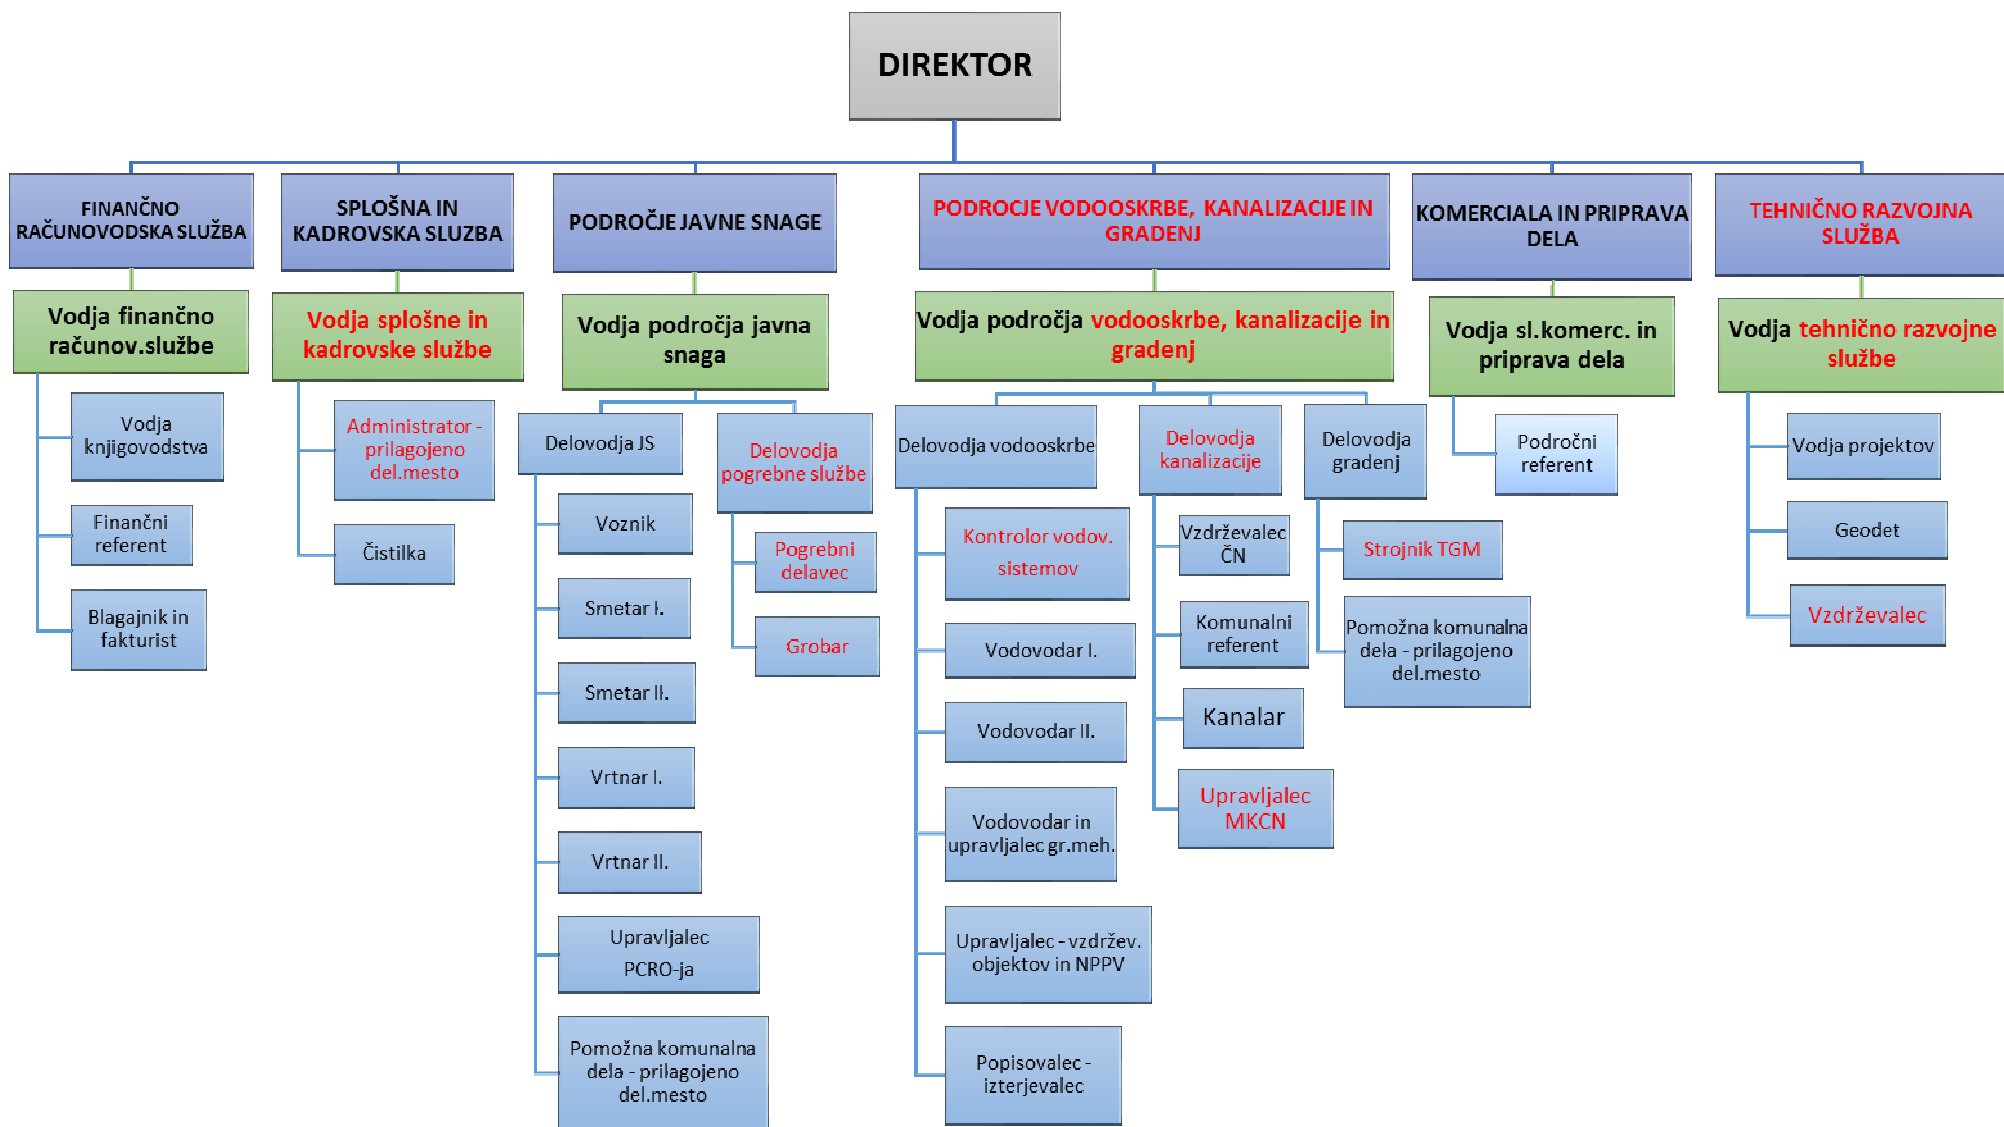 DIREKTOR
FINANČNO
RAČUNOVODSKA SLUŽBA
SPLOŠNA IN
KADROVSKA SLUZBA
PODROČJE JAVNE SNAGE
PODROCJE VODOOSKRBE, KANALIZACIJE IN
GRADENJ
KOMERCIALA IN PRIPRAVA
DELA
TEHNIČNO RAZVOJNA
SLUŽBA
Vodja finančno
računov.službe
Vodja splošne in
kadrovske službe
Vodja področja javna
snaga
Vodja področja vodooskrbe, kanalizacije in
gradenj
Vodja sl.komerc. in
priprava dela
Vodja tehnično razvojne
službe
Vodja
knjigovodstva
Finančni
referent
Blagajnik in
fakturist
Administrator -
prilagojeno
del.mesto
Čistilka
Delovodja JS
Voznik
Smetar I.
Smetar II.
Vrtnar I.
Vrtnar II.
Upravljalec
PCRO-ja
Pomožna komunalna
dela - prilagojeno
del.mesto
Delovodja
pogrebne službe
Pogrebni
delavec
Grobar
Delovodja vodooskrbe
Kontrolor vodov.
sistemov
Vodovodar I.
Vodovodar II.
Vodovodar in
upravljalec gr.meh.
Upravljalec - vzdržev.
objektov in NPPV
Popisovalec -
izterjevalec
Delovodja
kanalizacije
Vzdrževalec
ČN
Komunalni
referent
Kanalar
Upravljalec
MKCN
Delovodja
gradenj
Strojnik TGM
Pomožna komunalna
dela - prilagojeno
del.mesto
Področni
referent
Vodja projektov
Geodet
Vzdrževalec